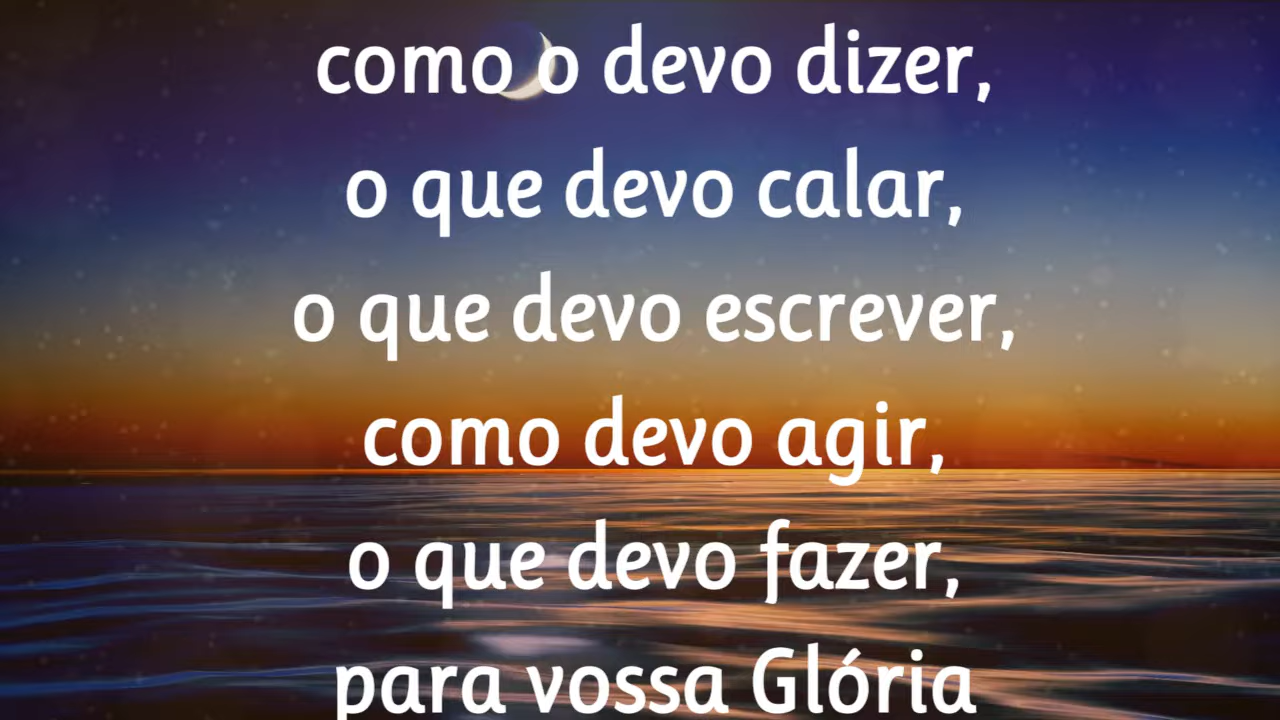 como o devo dizer,
o que devo calar,
o que devo escrever,
como devo agir,
o que devo fazer,
para vossa Glória